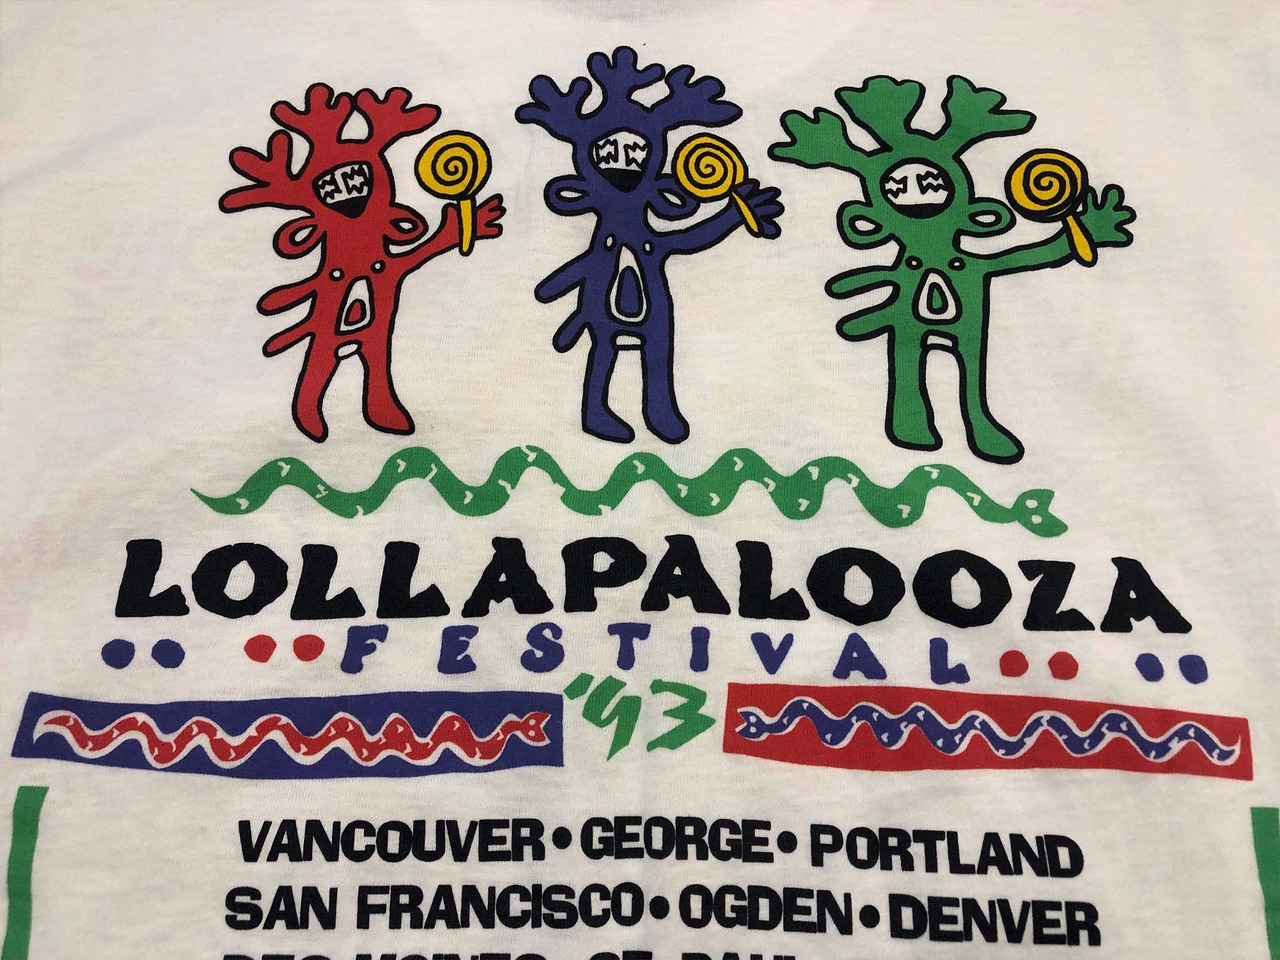 LOLLAPALOOZA
FESTIVAL
'93
VANCOUVER • GEORGE • PORTLAND
SAN FRANCISCO • OGDEN • DENVER